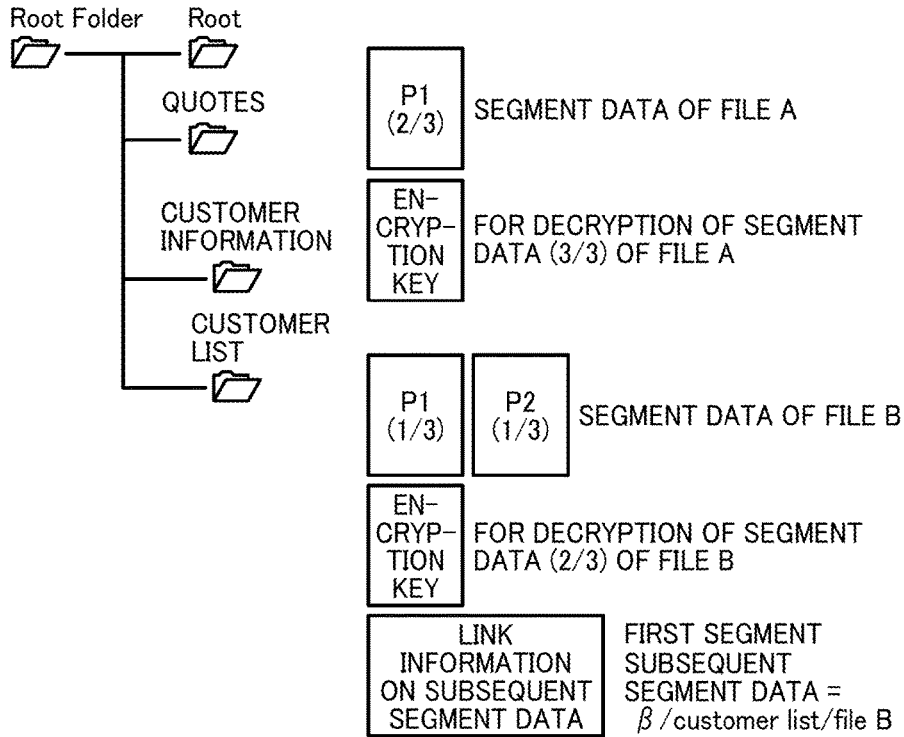 Root Folder
Root
QUOTES
CUSTOMER
INFORMATION
CUSTOMER
LIST
P1
(2/3)
SEGMENT DATA OF FILE A
EN-
CRYP-
TION
KEY
FOR DECRYPTION OF SEGMENT
DATA (3/3) OF FILE A
P1
(1/3)
P2
(1/3)
SEGMENT DATA OF FILE B
EN-
CRYP-
TION
KEY
FOR DECRYPTION OF SEGMENT
DATA (2/3) OF FILE B
LINK
INFORMATION
ON SUBSEQUENT
SEGMENT DATA
FIRST SEGMENT
SUBSEQUENT
SEGMENT DATA =
β/customer list/file B